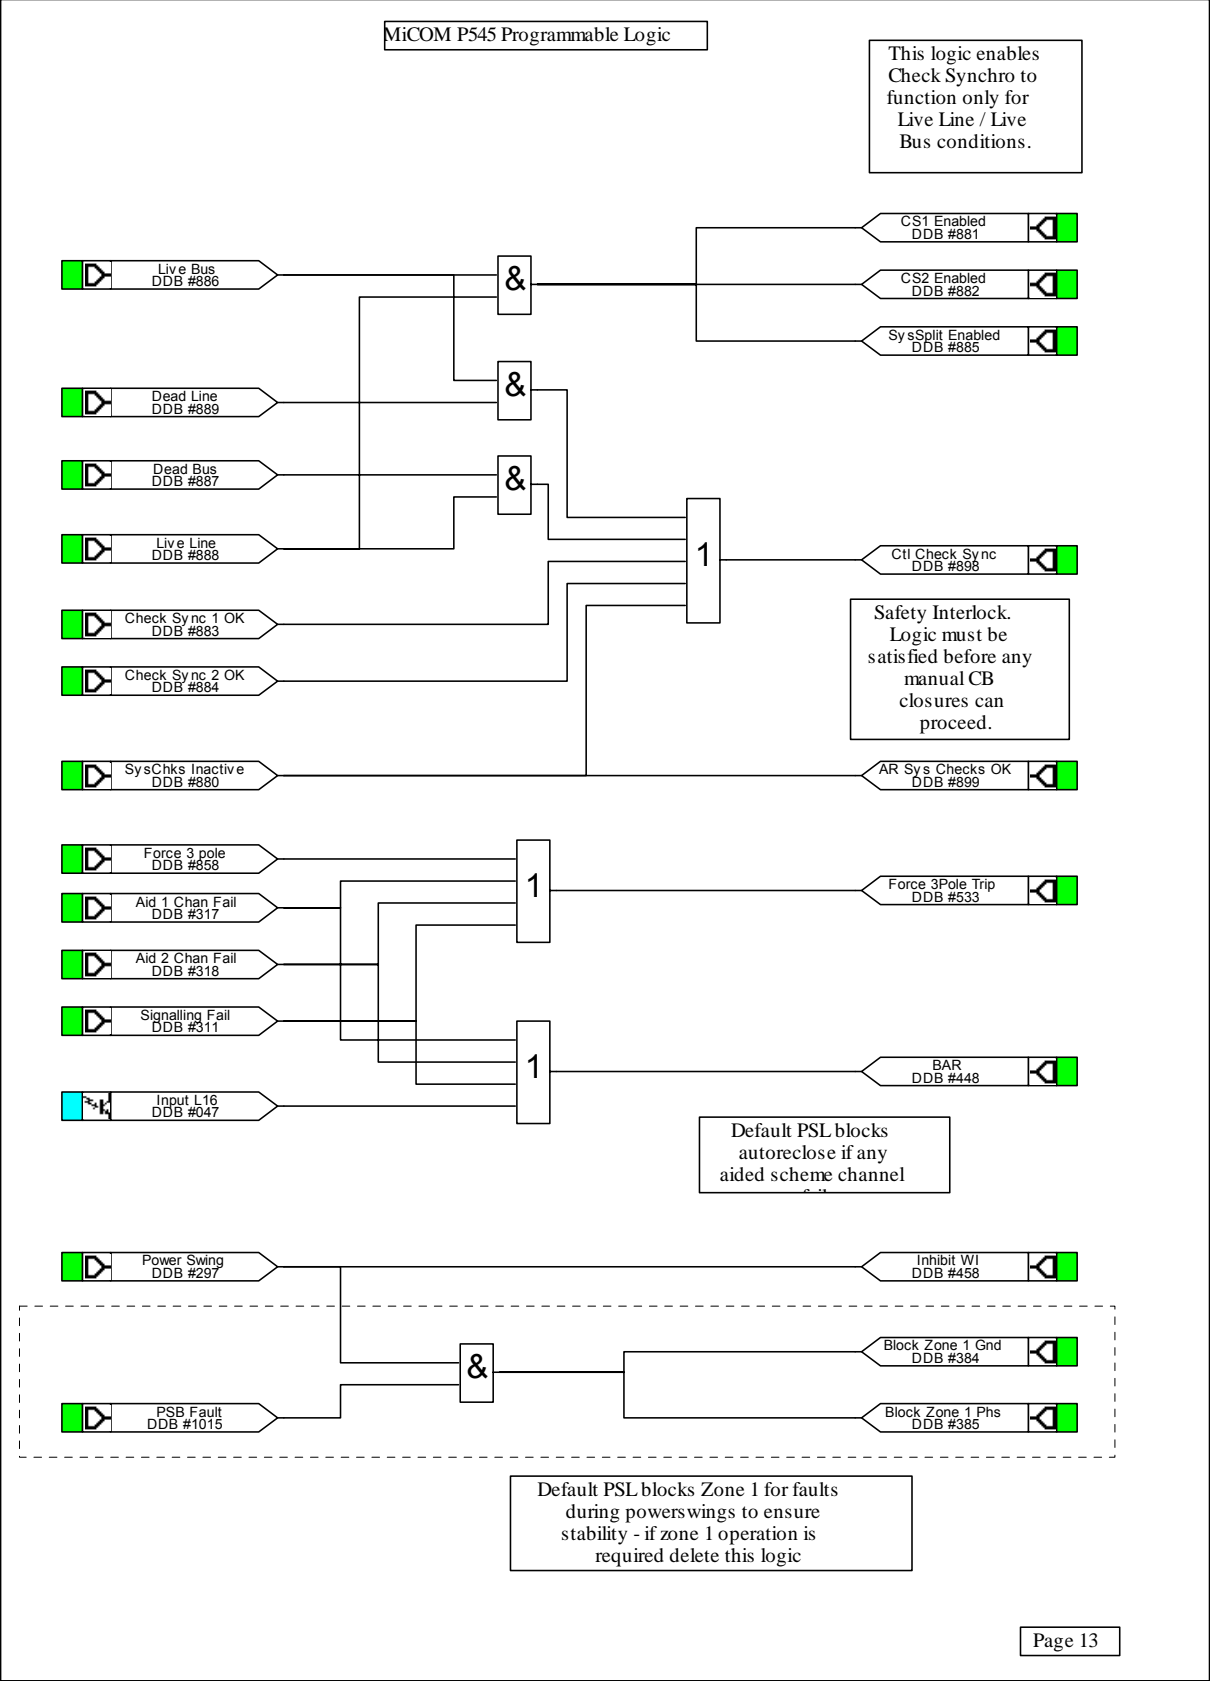 MiCOM P545 Programmable Logic
This logic enables
Check Synchro to
function only for
Live Line / Live
Bus conditions.
CS1 Enabled
DDB #881
Live Bus
DDB #886
&
CS2 Enabled
DDB #882
SysSplit Enabled
DDB #885
Dead Line
DDB #889
&
Dead Bus
DDB #887
&
Live Line
DDB #888
1
Ctl Check Sync
DDB #898
Check Sync 1 OK
DDB #883
Check Sync 2 OK
DDB #884
Safety Interlock.
Logic must be
satisfied before any
manual CB
closures can
proceed.
SysChks Inactive
DDB #880
AR Sys Checks OK
DDB #899
Force 3 pole
DDB #858
1
Force 3Pole Trip
DDB #533
Aid 1 Chan Fail
DDB #317
Aid 2 Chan Fail
DDB #318
Signalling Fail
DDB #311
1
BAR
DDB #448
Input L16
DDB #047
Default PSL blocks
autoreclose if any
aided scheme channel
Power Swing
DDB #297
Inhibit WI
DDB #458
Block Zone 1 Gnd
DDB #384
&
PSB Fault
DDB #1015
Block Zone 1 Phs
DDB #385
Default PSL blocks Zone 1 for faults
during powerswings to ensure
stability - if zone 1 operation is
required delete this logic
Page 13